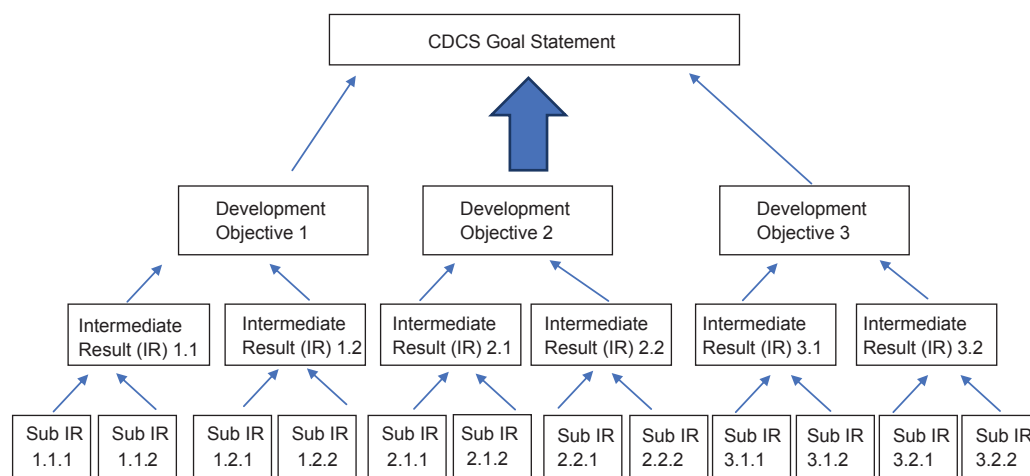 CDCS Goal Statement
Development
Objective 1
Development
Objective 2
Development
Objective 3
Intermediate
Result (IR) 1.1
Intermediate
Result (IR) 1.2
Intermediate
Result (IR) 2.1
Intermediate
Result (IR) 2.2
Intermediate
Result (IR) 3.1
Intermediate
Result (IR) 3.2
Sub IR
1.1.1
Sub IR
1.1.2
Sub IR
1.2.1
Sub IR
1.2.2
Sub IR
2.1.1
Sub IR
2.1.2
Sub IR
2.2.1
Sub IR
2.2.2
Sub IR
3.1.1
Sub IR
3.1.2
Sub IR
3.2.1
Sub IR
3.2.2